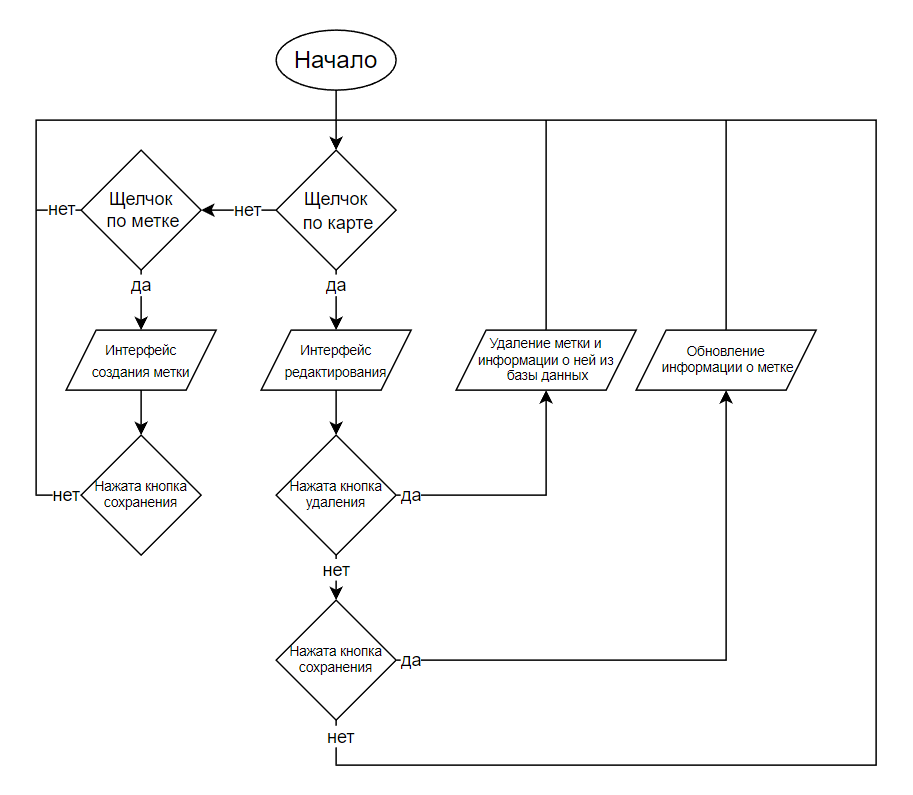 Начало
Щелчок
по метке
Щелчок
по карте
нет
нет
да
да
Интерфейс
создания метки
Интерфейс
редактирования
Удаление метки и
информации о ней из
базы данных
Обновление
информации о метке
нет
Нажата кнопка
сохранения
Нажата кнопка
удаления
да
нет
Нажата кнопка
сохранения
да
нет